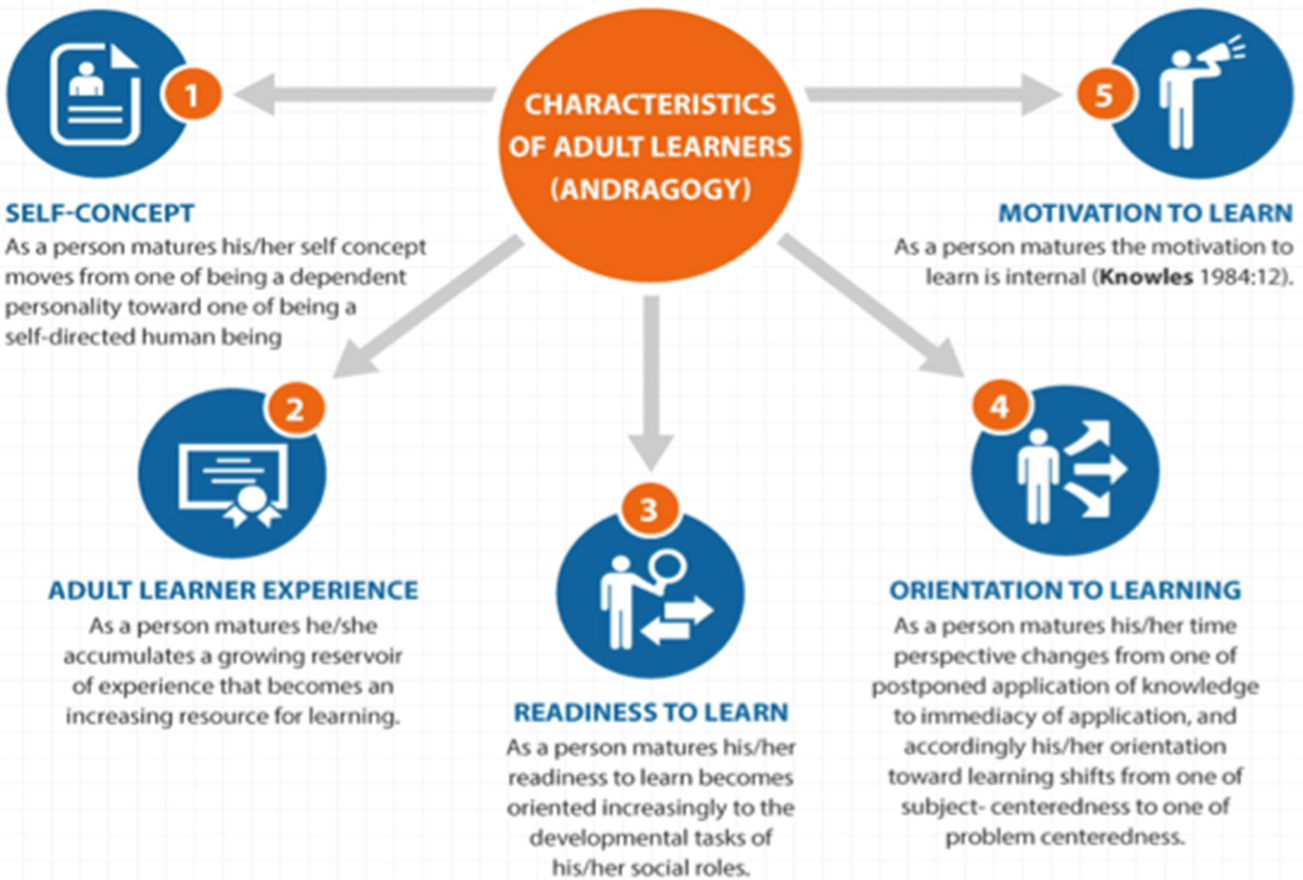 CHARACTERISTICS
OF ADULT LEARNERS
(ANDRAGOGY)
1
SELF-CONCEPT
As a person matures his/her self concept
moves from one of being a dependent
personality toward one of being a
self-directed human being
2
ADULT LEARNER EXPERIENCE
As a person matures he/she
accumulates a growing reservoir
of experience that becomes an
increasing resource for learning.
3
READINESS TO LEARN
As a person matures his/her
readiness to learn becomes
oriented increasingly to the
developmental tasks of
his/her social roles.
4
ORIENTATION TO LEARNING
As a person matures his/her time
perspective changes from one of
postponed application of knowledge
to immediacy of application, and
accordingly his/her orientation
toward learning shifts from one of
subject- centeredness to one of
problem centeredness.
5
MOTIVATION TO LEARN
As a person matures the motivation to
learn is internal (Knowles 1984:12).